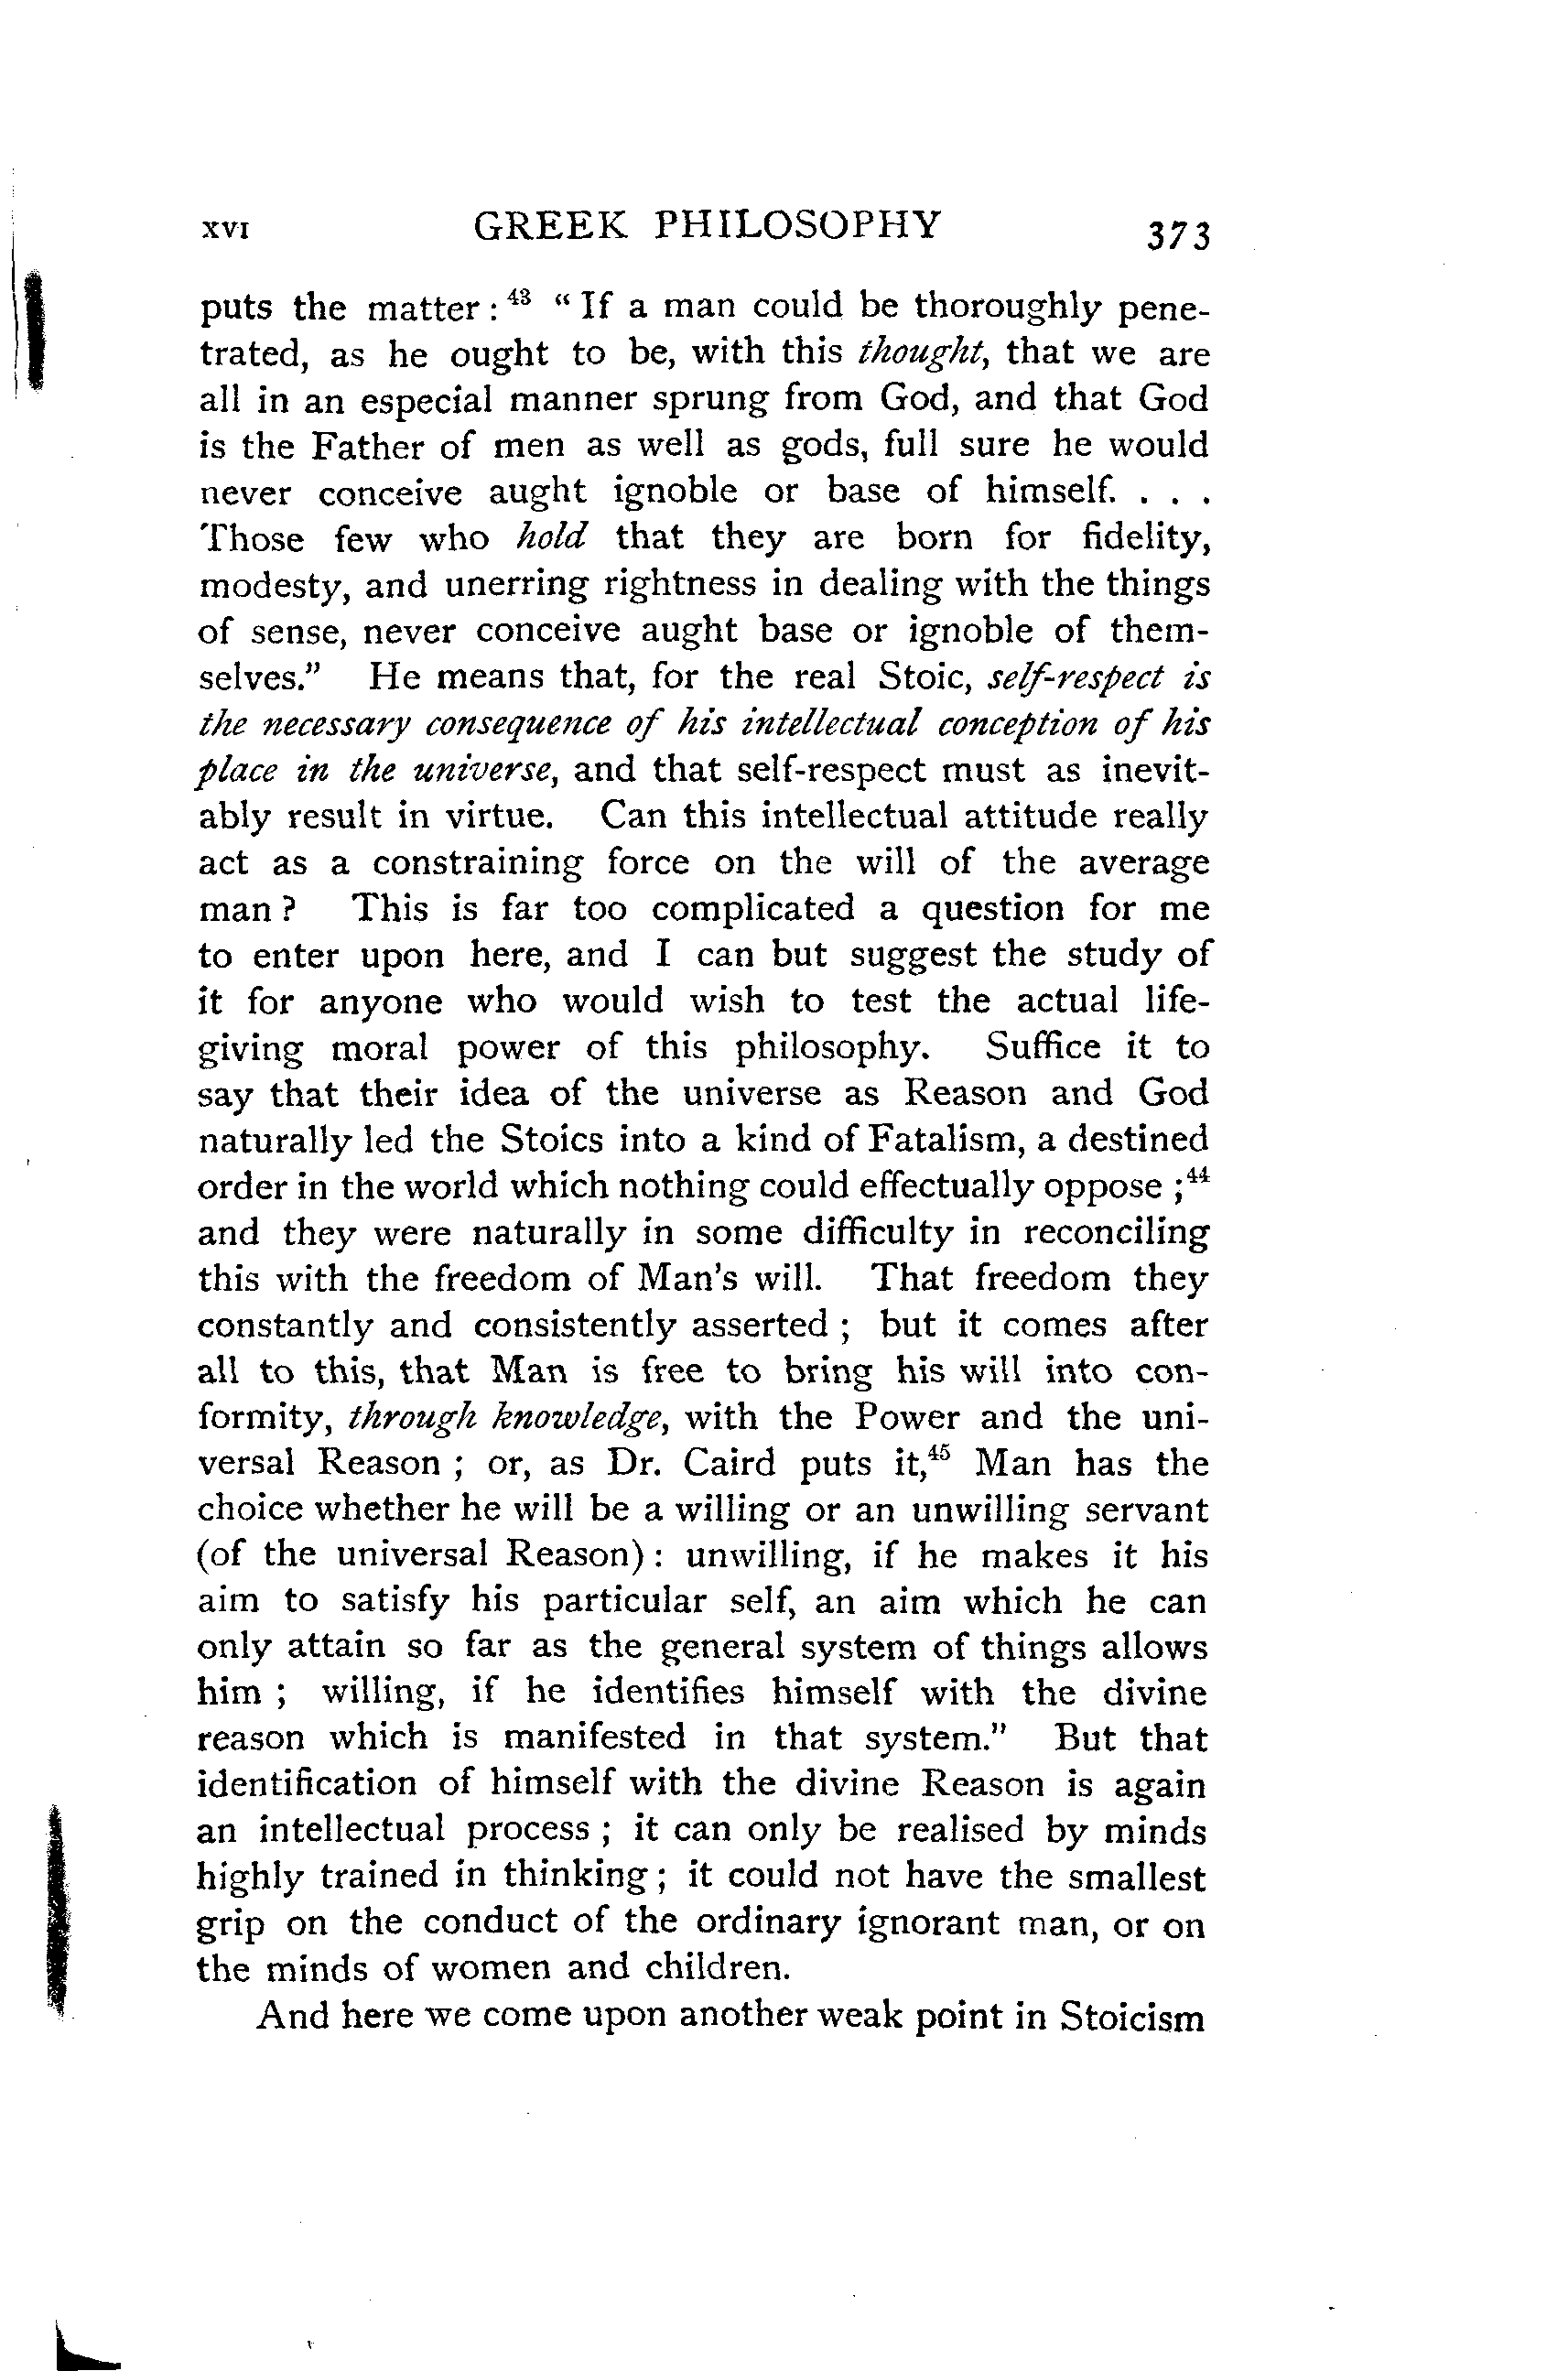 xvi GREEK PHILOSOPHY 373
puts the matter :⁴³ “ If a man could be thoroughly pene-
trated, as he ought to be, with this thought, that we are
all in an especial manner sprung from God, and that God
is the Father of men as well as gods, full sure he would
never conceive aught ignoble or base of himself. . . .
Those few who hold that they are born for fidelity,
modesty, and unerring rightness in dealing with the things
of sense, never conceive aught base or ignoble of them-
selves.” He means that, for the real Stoic, self-respect is
the necessary consequence of his intellectual conception of his
place in the universe, and that self-respect must as inevit-
ably result in virtue. Can this intellectual attitude really
act as a constraining force on the will of the average
man ? This is far too complicated a question for me
to enter upon here, and I can but suggest the study of
it for anyone who would wish to test the actual life-
giving moral power of this philosophy. Suffice it to
say that their idea of the universe as Reason and God
naturally led the Stoics into a kind of Fatalism, a destined
order in the world which nothing could effectually oppose ;⁴⁴
and they were naturally in some difficulty in reconciling
this with the freedom of Man’s will. That freedom they
constantly and consistently asserted ; but it comes after
all to this, that Man is free to bring his will into con-
formity, through knowledge, with the Power and the uni-
versal Reason ; or, as Dr. Caird puts it,⁴⁵ Man has the
choice whether he will be a willing or an unwilling servant
(of the universal Reason) : unwilling, if he makes it his
aim to satisfy his particular self, an aim which he can
only attain so far as the general system of things allows
him ; willing, if he identifies himself with the divine
reason which is manifested in that system.” But that
identification of himself with the divine Reason is again
an intellectual process ; it can only be realised by minds
highly trained in thinking ; it could not have the smallest
grip on the conduct of the ordinary ignorant man, or on
the minds of women and children.
And here we come upon another weak point in Stoicism